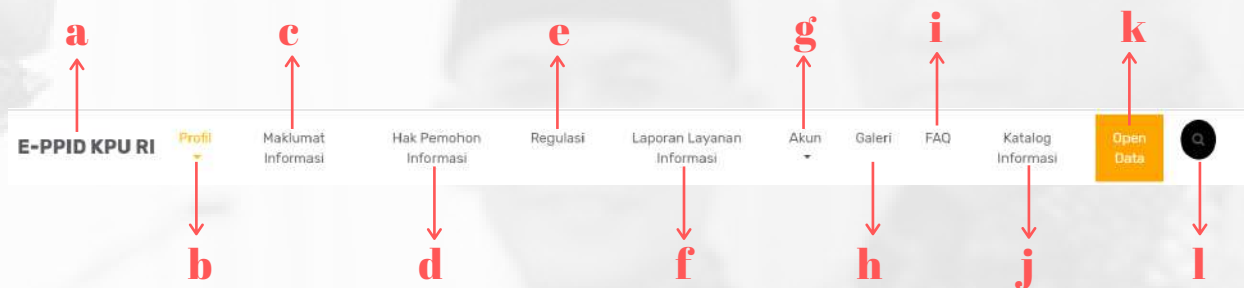 a c e g i k
E-PPID KPU RI Profil Maklumat Informasi Hak Pemohon Informasi Regulasi Laporan Layanan Informasi Akun Galeri FAQ Katalog Informasi Open Data
b d f h j l